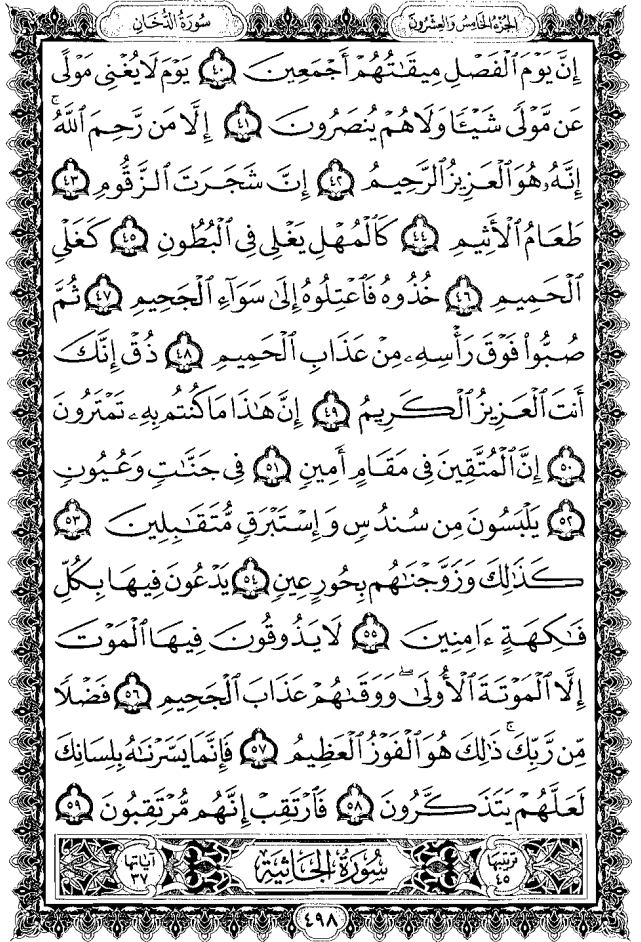 الجزء الخامس والعشرون سورة الدخان
إِنَّ يَوْمَ ٱلْفَصْلِ مِيقَٰتُهُمْ أَجْمَعِينَ ٤٠ يَوْمَ لَا يُغْنِى مَوْلًى
عَن مَّوْلًى شَيْـًٔا وَلَا هُمْ يُنصَرُونَ ٤١ إِلَّا مَن رَّحِمَ ٱللَّهُ ۚ
إِنَّهُۥ هُوَ ٱلْعَزِيزُ ٱلرَّحِيمُ ٤٢ إِنَّ شَجَرَتَ ٱلزَّقُّومِ ٤٣
طَعَامُ ٱلْأَثِيمِ ٤٤ كَٱلْمُهْلِ يَغْلِى فِى ٱلْبُطُونِ ٤٥ كَغَلْىِ
ٱلْحَمِيمِ ٤٦ خُذُوهُ فَٱعْتِلُوهُ إِلَىٰ سَوَآءِ ٱلْجَحِيمِ ٤٧ ثُمَّ
صُبُّوا۟ فَوْقَ رَأْسِهِۦ مِنْ عَذَابِ ٱلْحَمِيمِ ٤٨ ذُقْ إِنَّكَ
أَنتَ ٱلْعَزِيزُ ٱلْكَرِيمُ ٤٩ إِنَّ هَٰذَا مَا كُنتُم بِهِۦ تَمْتَرُونَ
٥٠ إِنَّ ٱلْمُتَّقِينَ فِى مَقَامٍ أَمِينٍ ٥١ فِى جَنَّٰتٍ وَعُيُونٍ
٥٢ يَلْبَسُونَ مِن سُندُسٍ وَإِسْتَبْرَقٍ مُّتَقَٰبِلِينَ ٥٣
كَذَٰلِكَ وَزَوَّجْنَٰهُم بِحُورٍ عِينٍ ٥٤ يَدْعُونَ فِيهَا بِكُلِّ
فَٰكِهَةٍ ءَامِنِينَ ٥٥ لَا يَذُوقُونَ فِيهَا ٱلْمَوْتَ
إِلَّا ٱلْمَوْتَةَ ٱلْأُولَىٰ ۖ وَوَقَىٰهُمْ عَذَابَ ٱلْجَحِيمِ ٥٦ فَضْلًا
مِّن رَّبِّكَ ۚ ذَٰلِكَ هُوَ ٱلْفَوْزُ ٱلْعَظِيمُ ٥٧ فَإِنَّمَا يَسَّرْنَٰهُ بِلِسَانِكَ
لَعَلَّهُمْ يَتَذَكَّرُونَ ٥٨ فَٱرْتَقِبْ إِنَّهُم مُّرْتَقِبُونَ ٥٩
ترتيبها ٤٥ سُورَةُ الجَاثِيَة آياتها ٣٧
٤٩٨